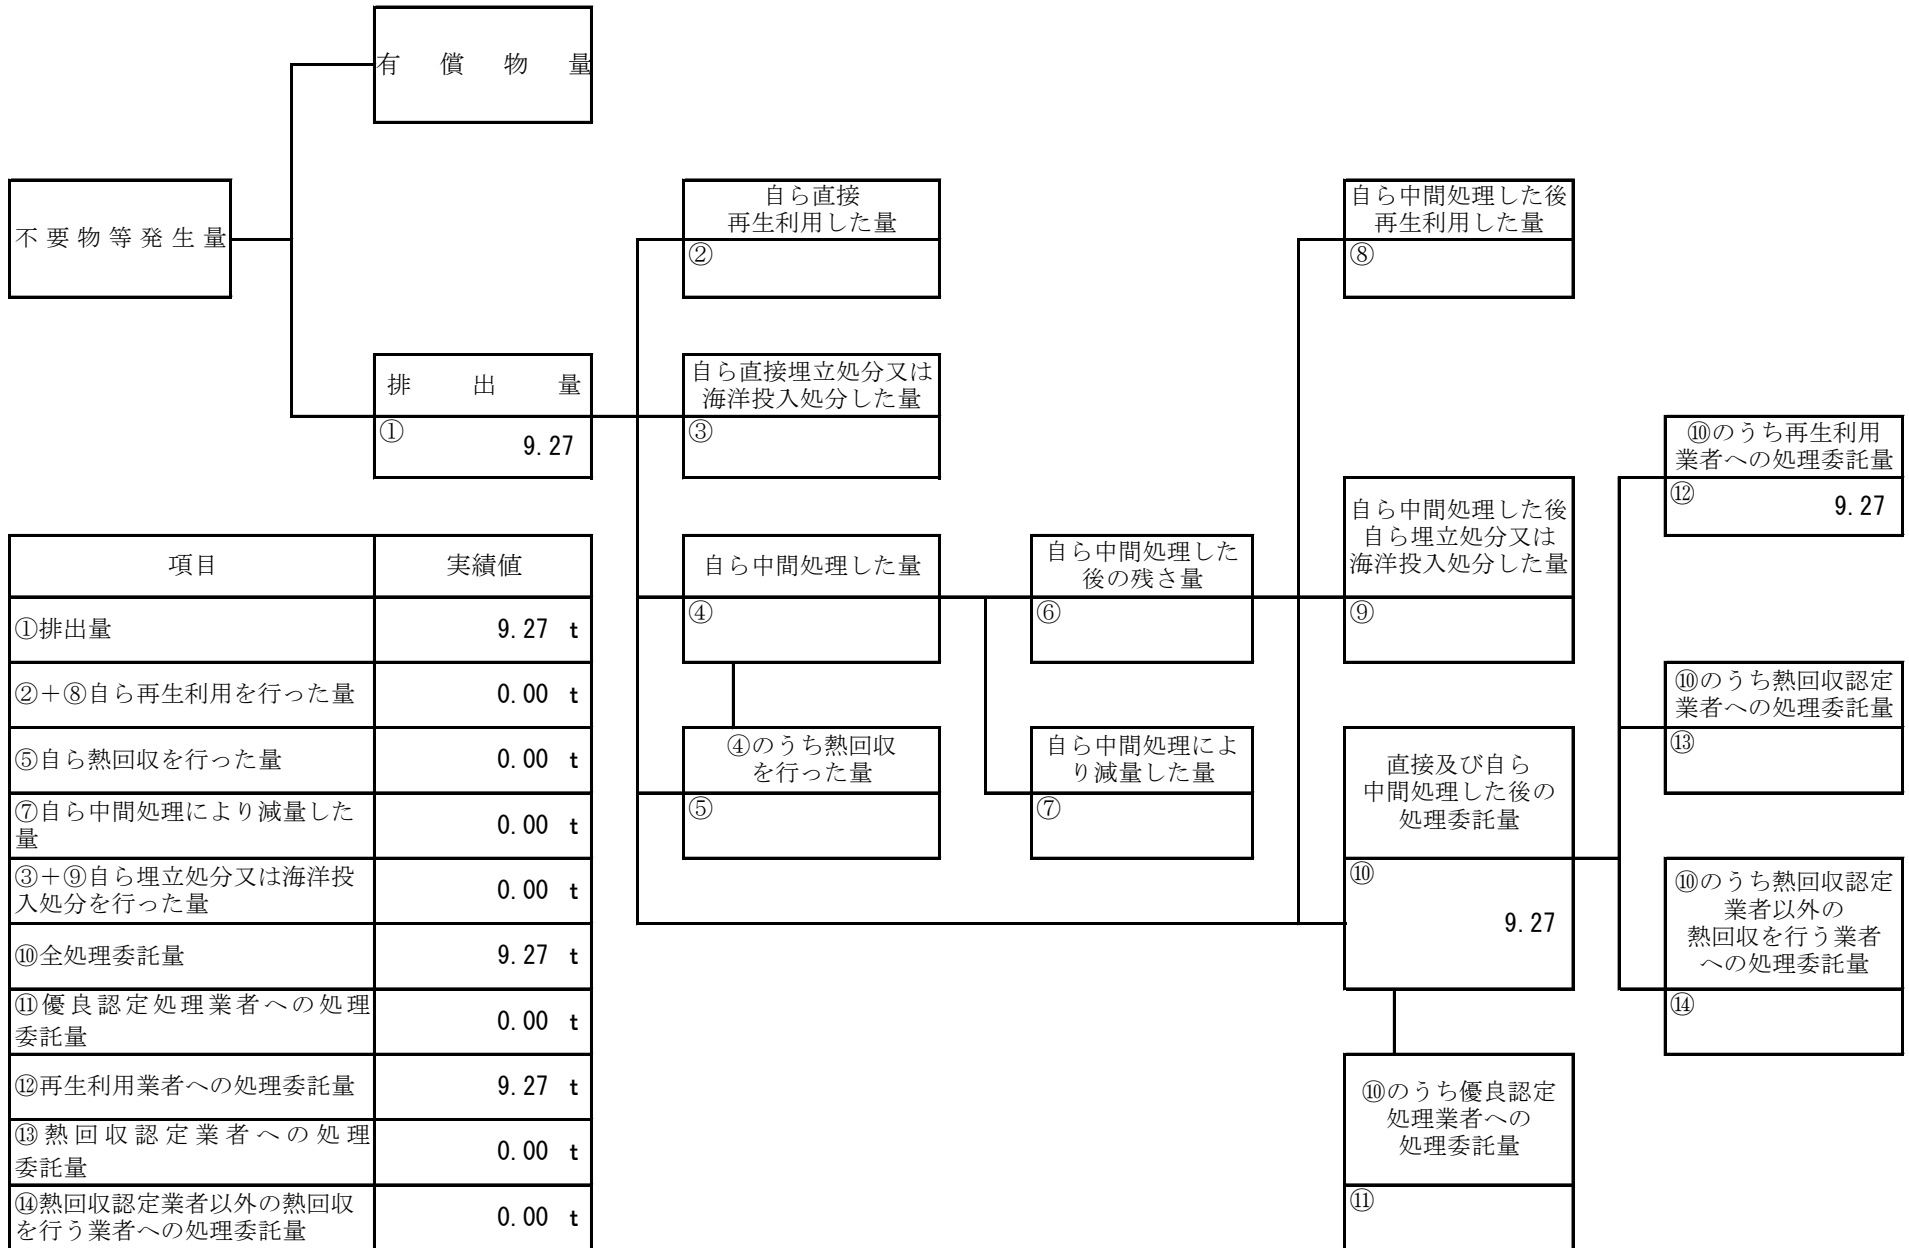 有償物量
不要物等発生量
自ら直接
再生利用した量
②
自ら中間処理した後
再生利用した量
⑧
排出量
①
9.27
自ら直接埋立処分又は
海洋投入処分した量
③
⑩のうち再生利用
業者への処理委託量
⑫
9.27
自ら中間処理した量
④
自ら中間処理した
後の残さ量
⑥
自ら中間処理した後
自ら埋立処分又は
海洋投入処分した量
⑨
⑩のうち熱回収認定
業者への処理委託量
⑬
④のうち熱回収
を行った量
⑤
自ら中間処理によ
り減量した量
⑦
直接及び自ら
中間処理した後の
処理委託量
⑩
9.27
⑩のうち熱回収認定
業者以外の
熱回収を行う業者
への処理委託量
⑭
⑩のうち優良認定
処理業者への
処理委託量
⑪
項目 実績値
①排出量 9.27 t
②＋⑧自ら再生利用を行った量 0.00 t
⑤自ら熱回収を行った量 0.00 t
⑦自ら中間処理により減量した
量 0.00 t
③＋⑨自ら埋立処分又は海洋投
入処分を行った量 0.00 t
⑩全処理委託量 9.27 t
⑪優良認定処理業者への処理
委託量 0.00 t
⑫再生利用業者への処理委託量 9.27 t
⑬熱回収認定業者への処理
委託量 0.00 t
⑭熱回収認定業者以外の熱回収
を行う業者への処理委託量 0.00 t